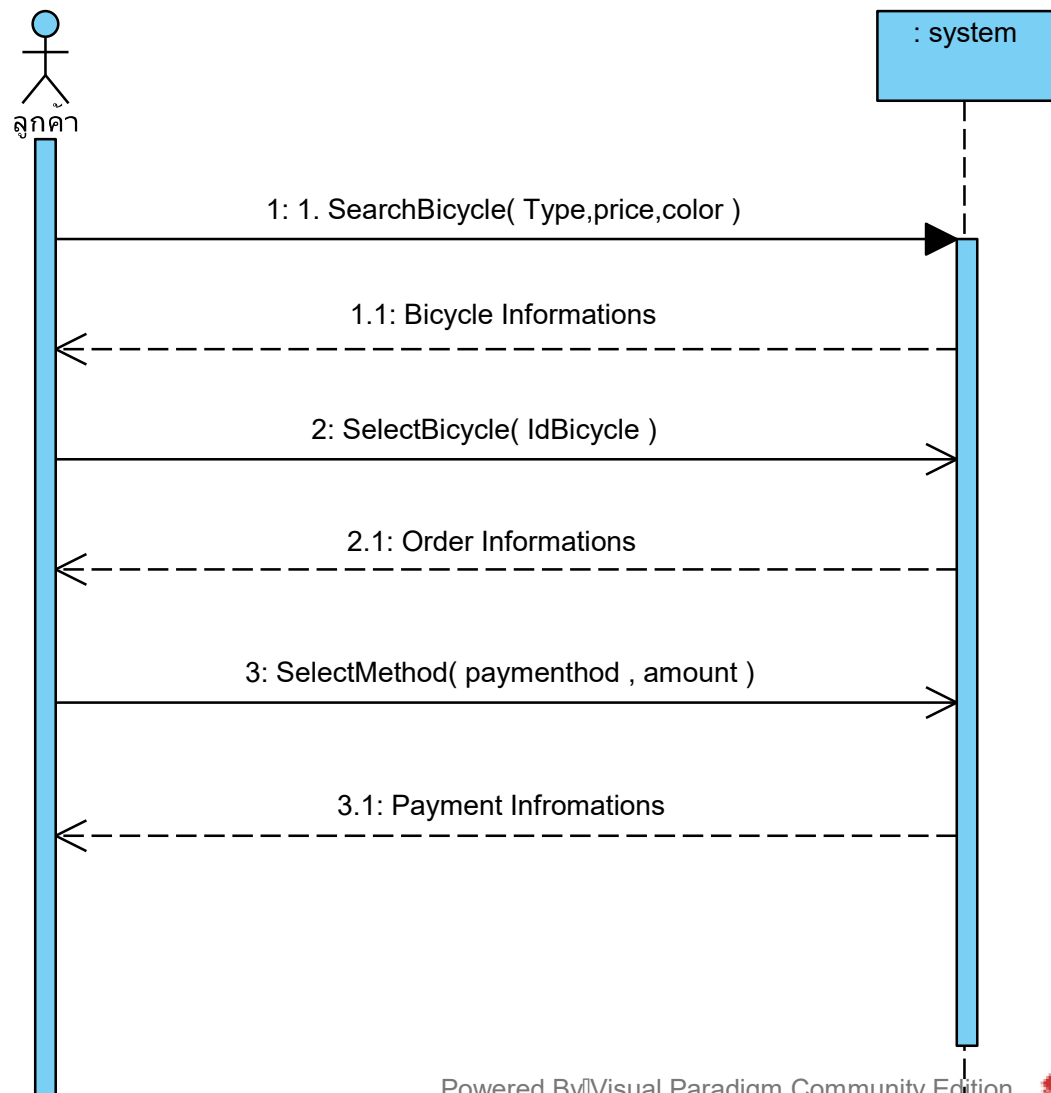 : system
ลูกค้า
1: 1. SearchBicycle( Type,price,color )
1.1: Bicycle Informations
2: SelectBicycle( IdBicycle )
2.1: Order Informations
3: SelectMethod( paymenthod , amount )
3.1: Payment Infromations
Powered By Visual Paradigm Community Edition